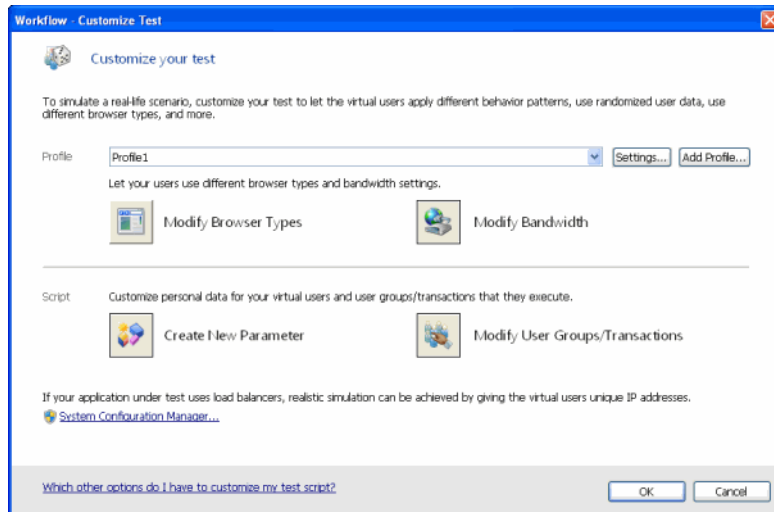 Workflow - Customize Test
Customize your test
To simulate a real-life scenario, customize your test to let the virtual users apply different behavior patterns, use randomized user data, use
different browser types, and more.
Profile
Profile1
Settings...
Add Profile...
Let your users use different browser types and bandwidth settings.
Modify Browser Types
Modify Bandwidth
Script
Customize personal data for your virtual users and user groups/transactions that they execute.
Create New Parameter
Modify User Groups/Transactions
If your application under test uses load balancers, realistic simulation can be achieved by giving the virtual users unique IP addresses.
System Configuration Manager...
Which other options do I have to customize my test script?
OK
Cancel